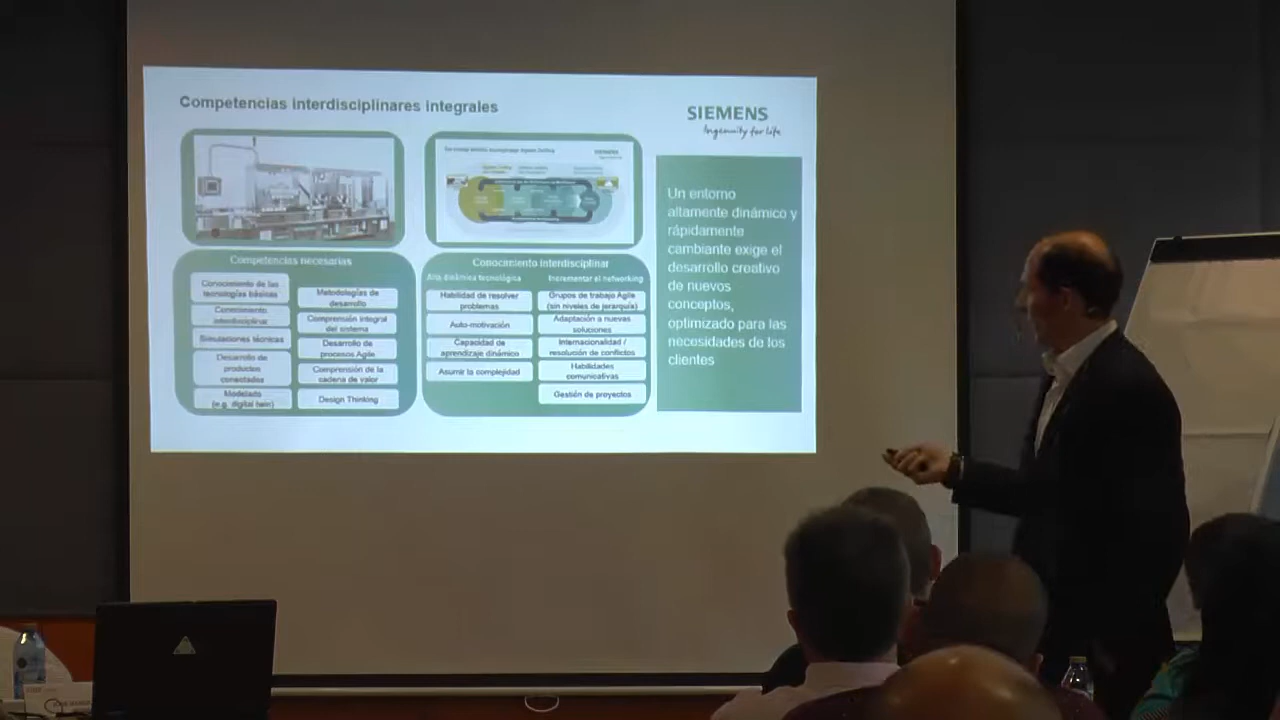 Competencias interdisciplinares integrales
SIEMENS
Ingenuity for life
SIEMENS
Competencias necesarias
Conocimiento de las
tecnologías básicas
Conocimiento
interdisciplinar
Simulaciones técnicas
Desarrollo de
productos
conectados
Modelado
(e.g. digital twin)
Metodologías de
desarrollo
Comprensión integral
del sistema
Desarrollo de
procesos Agile
Comprensión de la
cadena de valor
Design Thinking
Conocimiento interdisciplinar
Alta dinámica tecnológica
Habilidad de resolver
problemas
Auto-motivación
Capacidad de
aprendizaje dinámico
Asumir la complejidad
Incrementar el networking
Grupos de trabajo Agile
(sin niveles de jerarquía)
Adaptación a nuevas
soluciones
Internacionalidad /
resolución de conflictos
Habilidades
comunicativas
Gestión de proyectos
Un entorno
altamente dinámico y
rápidamente
cambiante exige el
desarrollo creativo
de nuevos
conceptos,
optimizado para las
necesidades de los
clientes